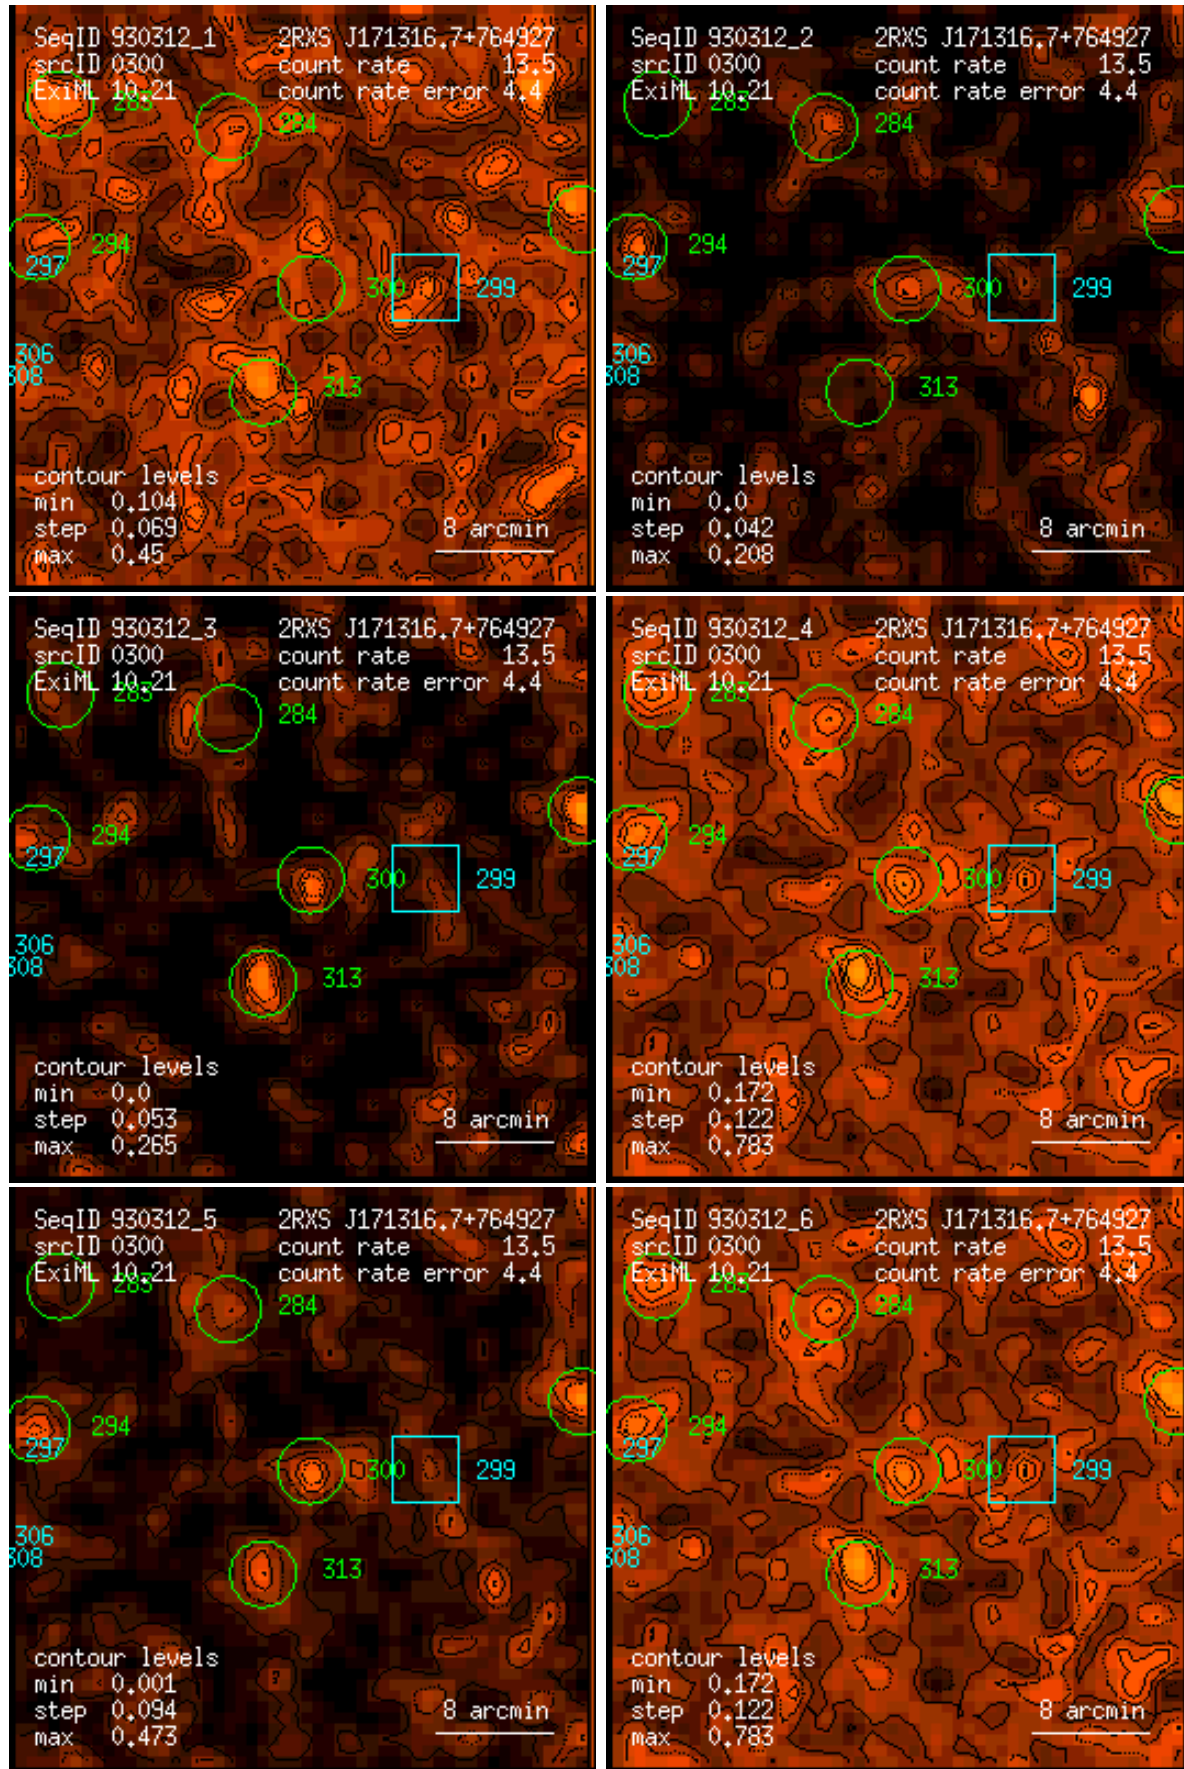 SeqID 930312_1 2RXS J171316.7+764927
srcID 0300 count rate 13.5
ExiML 10.21 count rate error 4.4
283
284
294
297
300
299
306
308
313
contour levels
min 0.104
step 0.069 8 arcmin
max 0.45
SeqID 930312_2 2RXS J171316.7+764927
srcID 0300 count rate 13.5
ExiML 10.21 count rate error 4.4
283
284
294
297
300
299
306
308
313
contour levels
min 0.0
step 0.042 8 arcmin
max 0.208
SeqID 930312_3 2RXS J171316.7+764927
srcID 0300 count rate 13.5
ExiML 10.21 count rate error 4.4
283
284
294
297
300
299
306
308
313
contour levels
min 0.0
step 0.053 8 arcmin
max 0.265
SeqID 930312_4 2RXS J171316.7+764927
srcID 0300 count rate 13.5
ExiML 10.21 count rate error 4.4
283
284
294
297
300
299
306
308
313
contour levels
min 0.172
step 0.122 8 arcmin
max 0.783
SeqID 930312_5 2RXS J171316.7+764927
srcID 0300 count rate 13.5
ExiML 10.21 count rate error 4.4
283
284
294
297
300
299
306
308
313
contour levels
min 0.001
step 0.094 8 arcmin
max 0.473
SeqID 930312_6 2RXS J171316.7+764927
srcID 0300 count rate 13.5
ExiML 10.21 count rate error 4.4
283
284
294
297
300
299
306
308
313
contour levels
min 0.172
step 0.122 8 arcmin
max 0.783